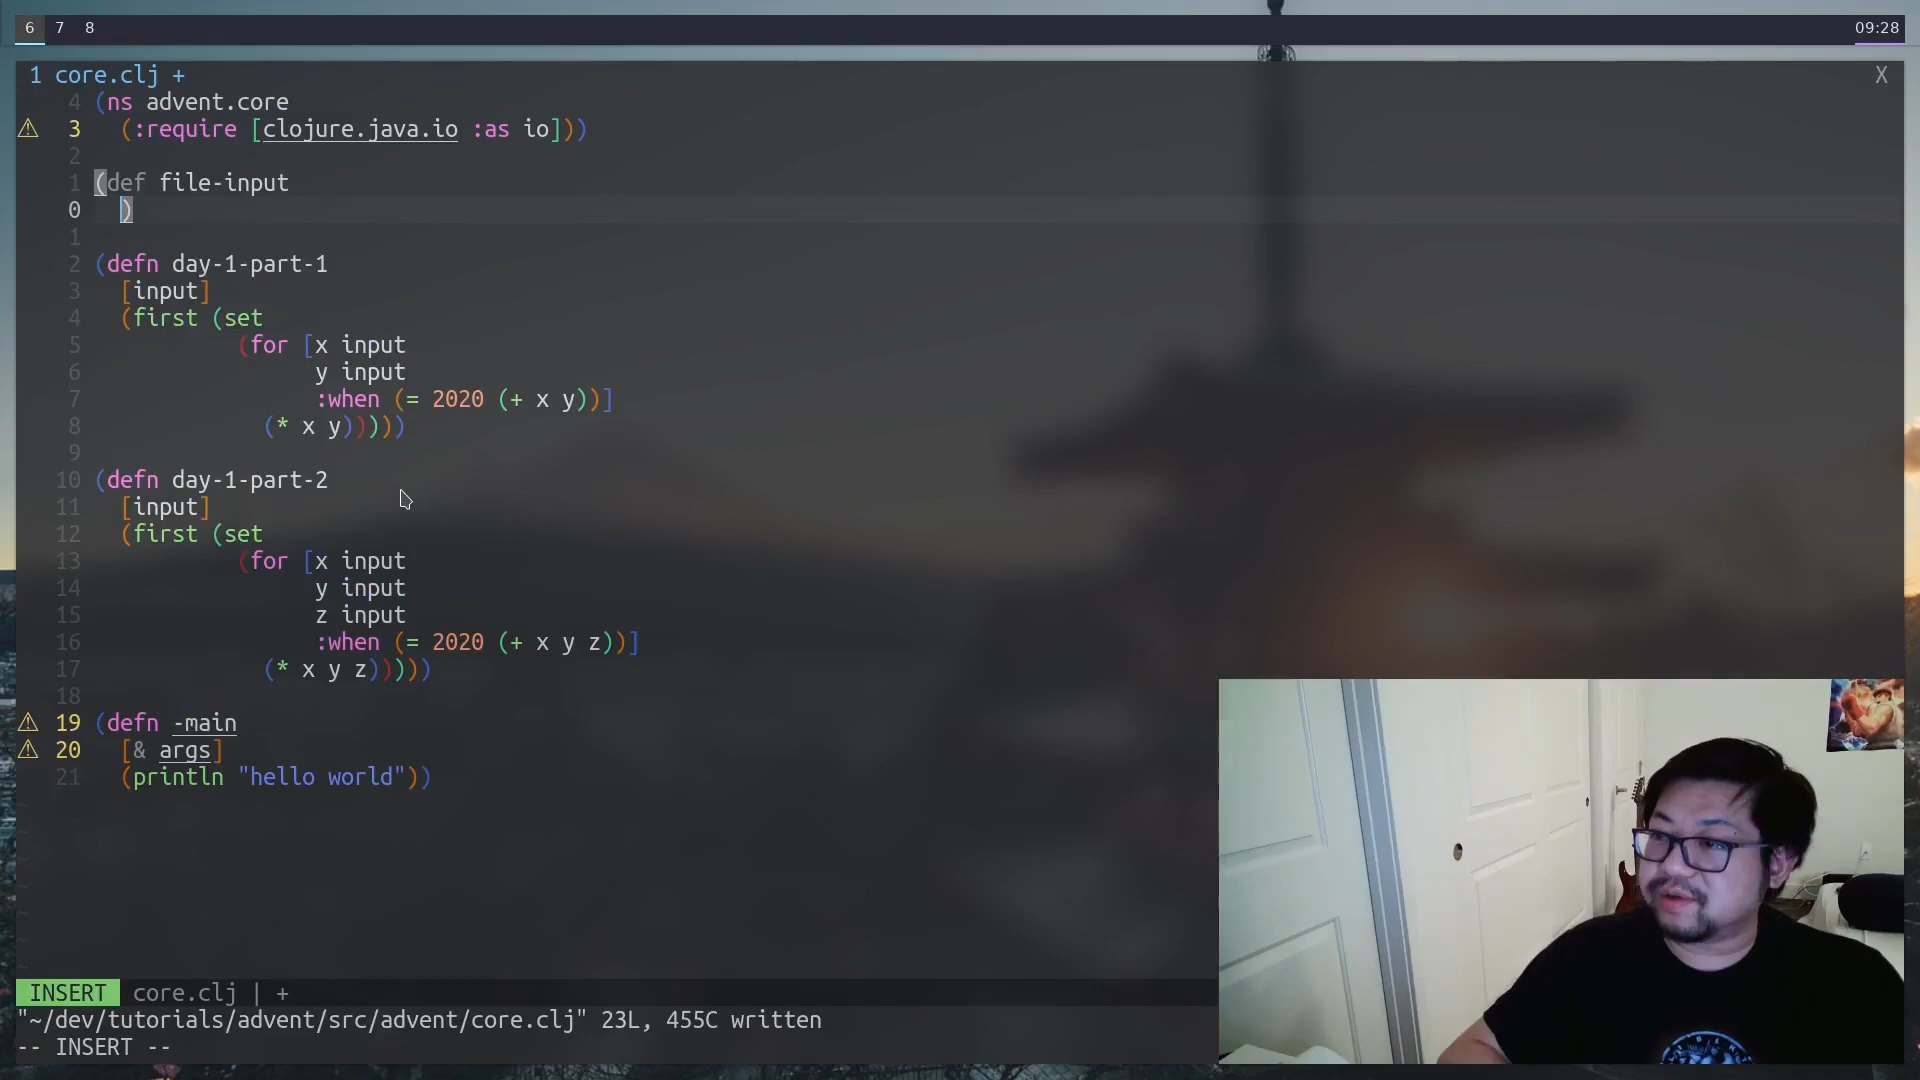 6 7 8 09:28
1 core.clj + X
4 (ns advent.core
⚠ 3 (:require [clojure.java.io :as io]))
2
1 (def file-input
0 )
1
2 (defn day-1-part-1
3 [input]
4 (first (set
5 (for [x input
6 y input
7 :when (= 2020 (+ x y))]
8 (* x y)))))
9
10 (defn day-1-part-2
11 [input]
12 (first (set
13 (for [x input
14 y input
15 z input
16 :when (= 2020 (+ x y z))]
17 (* x y z)))))
18
⚠ 19 (defn -main
⚠ 20 [& args]
21 (println "hello world"))
INSERT core.clj | +
"~/dev/tutorials/advent/src/advent/core.clj" 23L, 455C written
-- INSERT --